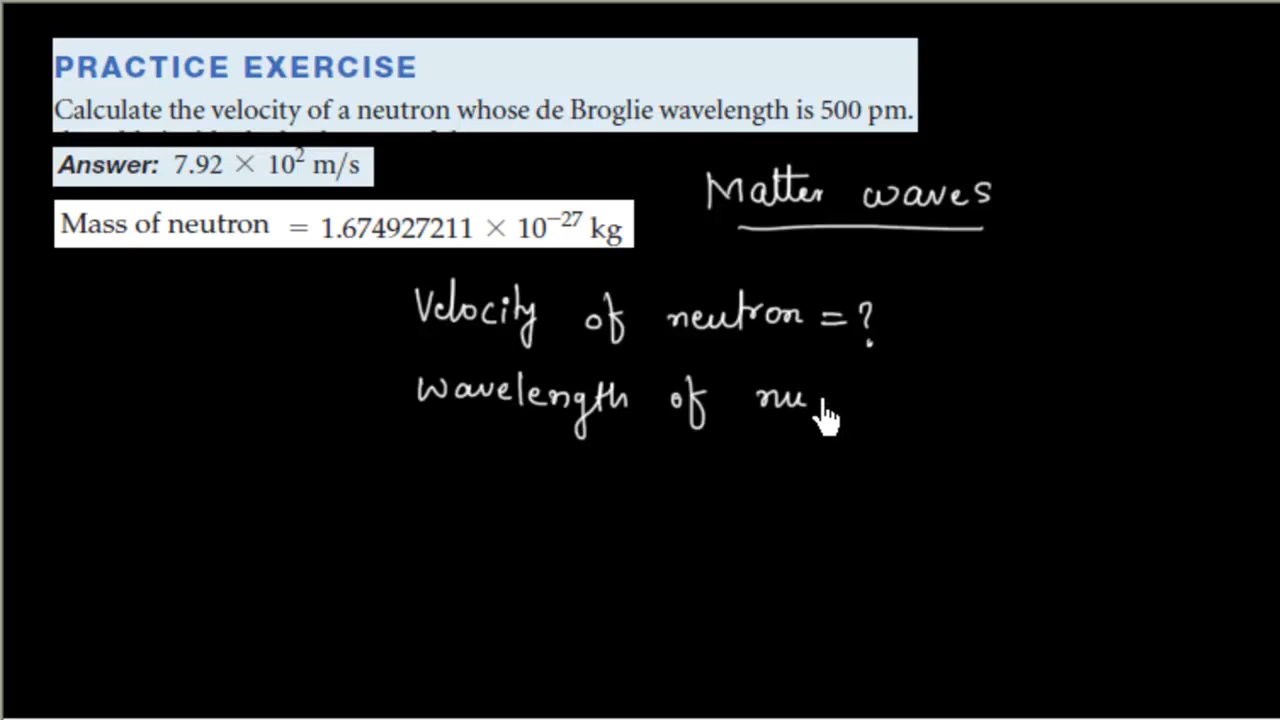 PRACTICE EXERCISE
Calculate the velocity of a neutron whose de Broglie wavelength is 500 pm.
Answer: 7.92 × 10² m/s
Mass of neutron = 1.674927211 × 10⁻²⁷ kg
Matter waves
Velocity of neutron = ?
wavelength of nu